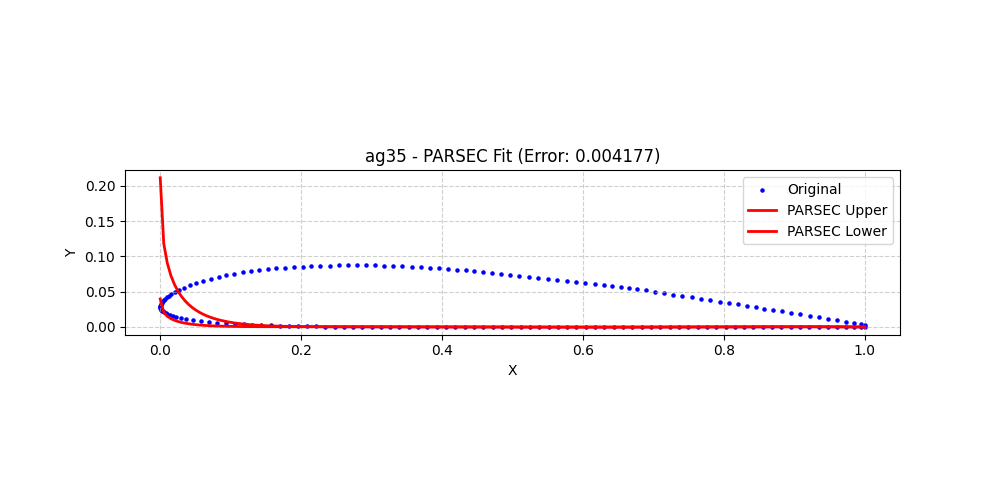 ag35 - PARSEC Fit (Error: 0.004177)
Original
PARSEC Upper
PARSEC Lower
Y
0.20
0.15
0.10
0.05
0.00
0.0 0.2 0.4 0.6 0.8 1.0
X